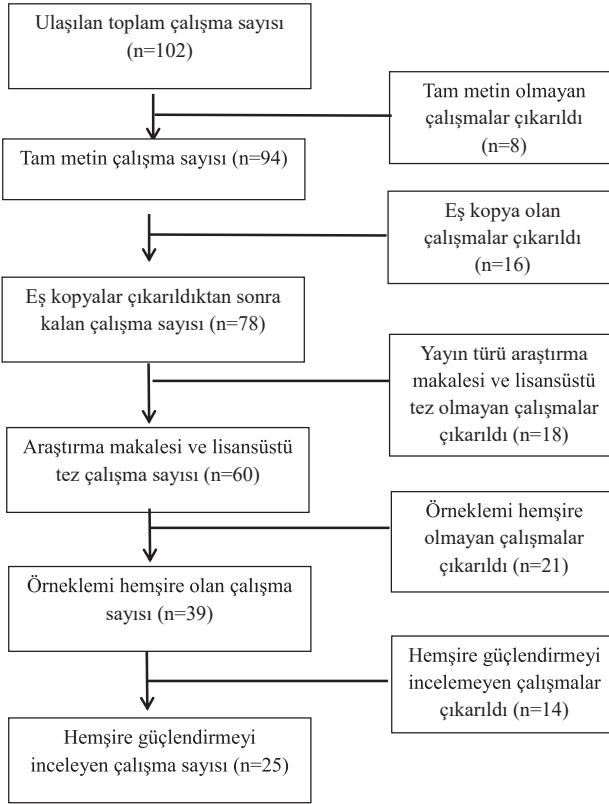 Ulaşılan toplam çalışma sayısı
(n=102)
Tam metin olmayan
çalışmalar çıkarıldı
(n=8)
Tam metin çalışma sayısı (n=94)
Eş kopya olan
çalışmalar çıkarıldı
(n=16)
Eş kopyalar çıkarıldıktan sonra
kalan çalışma sayısı (n=78)
Yayın türü araştırma
makalesi ve lisansüstü
tez olmayan çalışmalar
çıkarıldı (n=18)
Araştırma makalesi ve lisansüstü
tez çalışma sayısı (n=60)
Örneklemi hemşire
olmayan çalışmalar
çıkarıldı (n=21)
Örneklemi hemşire olan çalışma
sayısı (n=39)
Hemşire güçlendirmeyi
incelemeyen çalışmalar
çıkarıldı (n=14)
Hemşire güçlendirmeyi
inceleyen çalışma sayısı (n=25)